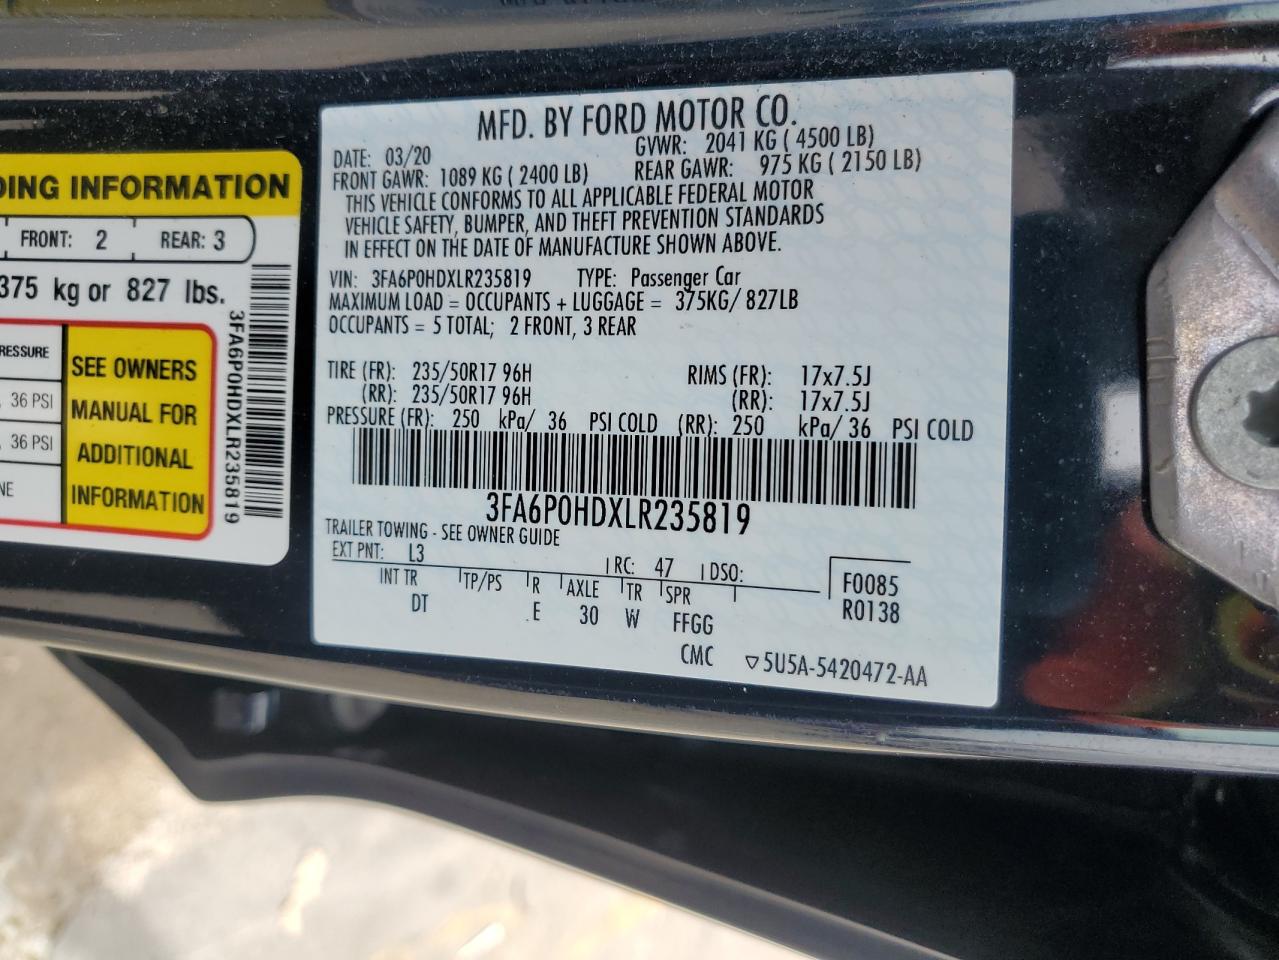 DING INFORMATION
FRONT: 2 REAR: 3
375 kg or 827 lbs.
RESSURE
36 PSI
36 PSI
NE
SEE OWNERS
MANUAL FOR
ADDITIONAL
INFORMATION
3FA6P0HDXLR235819
MFD. BY FORD MOTOR CO.
DATE: 03/20 GVWR: 2041 KG ( 4500 LB)
FRONT GAWR: 1089 KG ( 2400 LB) REAR GAWR: 975 KG ( 2150 LB)
THIS VEHICLE CONFORMS TO ALL APPLICABLE FEDERAL MOTOR
VEHICLE SAFETY, BUMPER, AND THEFT PREVENTION STANDARDS
IN EFFECT ON THE DATE OF MANUFACTURE SHOWN ABOVE.
VIN: 3FA6P0HDXLR235819 TYPE: Passenger Car
MAXIMUM LOAD = OCCUPANTS + LUGGAGE = 375KG/ 827LB
OCCUPANTS = 5 TOTAL; 2 FRONT, 3 REAR
TIRE (FR): 235/50R17 96H RIMS (FR): 17x7.5J
(RR): 235/50R17 96H (RR): 17x7.5J
PRESSURE (FR): 250 kPa/ 36 PSI COLD (RR): 250 kPa/ 36 PSI COLD
3FA6P0HDXLR235819
TRAILER TOWING - SEE OWNER GUIDE
EXT PNT: L3 RC: 47 DSO:
INT TR TP/PS R AXLE TR SPR F0085
DT E 30 W FFGG R0138
CMC ▽5U5A-5420472-AA